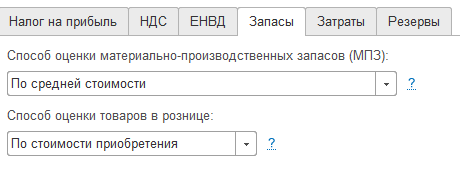 Налог на прибыль НДС ЕНВД Запасы Затраты Резервы
Способ оценки материально-производственных запасов (МПЗ):
По средней стоимости ?
Способ оценки товаров в рознице:
По стоимости приобретения ?